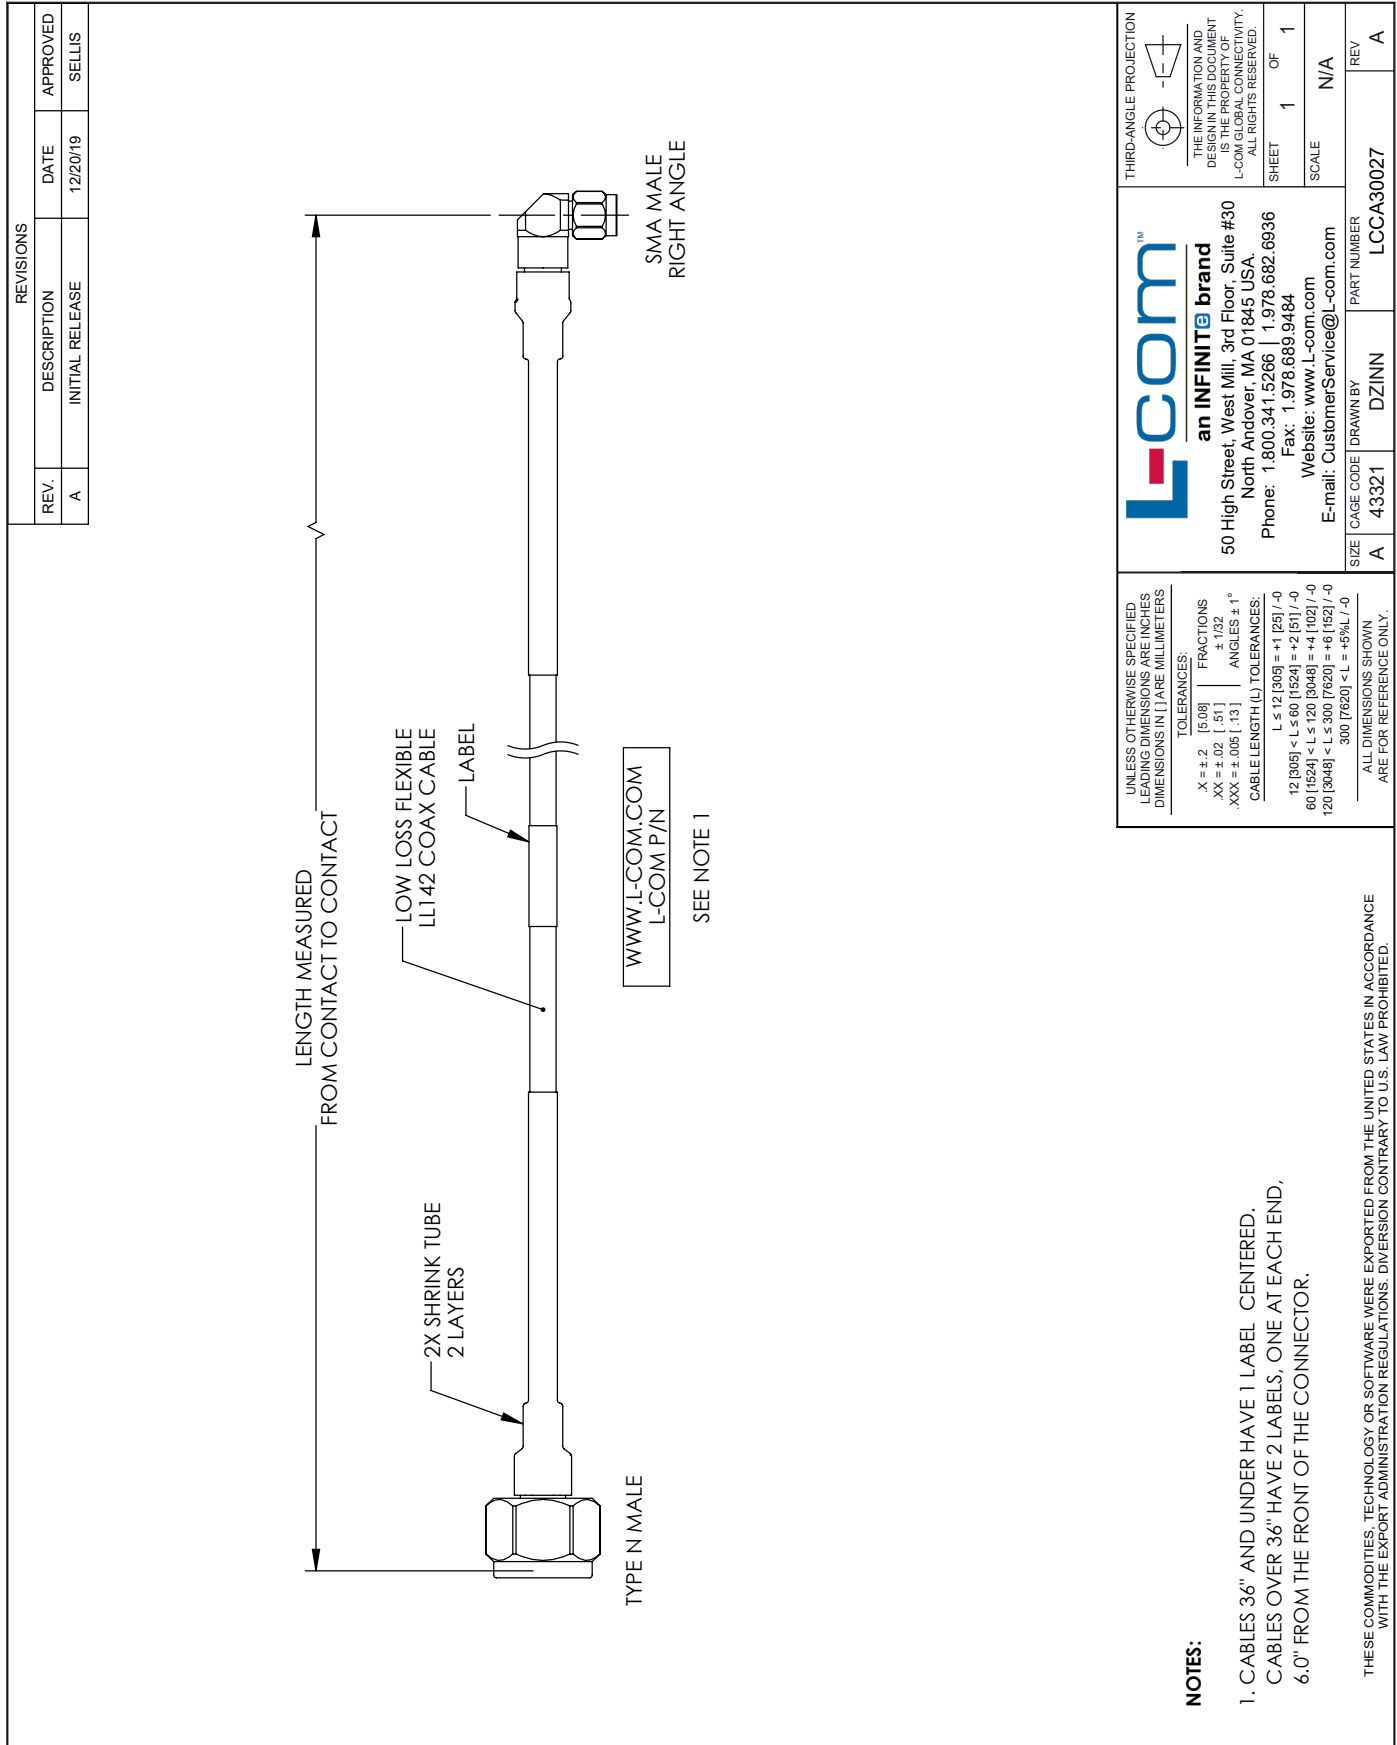 REVISIONS
REV. DESCRIPTION DATE APPROVED
A INITIAL RELEASE 12/20/19 SELLIS
LENGTH MEASURED
FROM CONTACT TO CONTACT
LOW LOSS FLEXIBLE
LL142 COAX CABLE
LABEL
2X SHRINK TUBE
2 LAYERS
TYPE N MALE
WWW.L-COM.COM
L-COM P/N
SEE NOTE 1
SMA MALE
RIGHT ANGLE
NOTES:
1. CABLES 36" AND UNDER HAVE 1 LABEL CENTERED.
CABLES OVER 36" HAVE 2 LABELS, ONE AT EACH END,
6.0" FROM THE FRONT OF THE CONNECTOR.
THESE COMMODITIES, TECHNOLOGY OR SOFTWARE WERE EXPORTED FROM THE UNITED STATES IN ACCORDANCE
WITH THE EXPORT ADMINISTRATION REGULATIONS. DIVERSION CONTRARY TO U.S. LAW PROHIBITED.
UNLESS OTHERWISE SPECIFIED
LEADING DIMENSIONS ARE INCHES
DIMENSIONS IN [ ] ARE MILLIMETERS
TOLERANCES:
.X = ± .2 [5.08] FRACTIONS
.XX = ± .02 [ .51 ] ± 1/32
.XXX = ± .005 [ .13 ] ANGLES ± 1°
CABLE LENGTH (L) TOLERANCES:
L ≤ 12 [305] = +1 [25] / -0
12 [305] < L ≤ 60 [1524] = +2 [51] / -0
60 [1524] < L ≤ 120 [3048] = +4 [102] / -0
120 [3048] < L ≤ 300 [7620] = +6 [152] / -0
300 [7620] < L = +5%L / -0
ALL DIMENSIONS SHOWN
ARE FOR REFERENCE ONLY.
L-com™
an INFINITe brand
50 High Street, West Mill, 3rd Floor, Suite #30
North Andover, MA 01845 USA.
Phone: 1.800.341.5266 | 1.978.682.6936
Fax: 1.978.689.9484
Website: www.L-com.com
E-mail: CustomerService@L-com.com
THIRD-ANGLE PROJECTION
THE INFORMATION AND
DESIGN IN THIS DOCUMENT
IS THE PROPERTY OF
L-COM GLOBAL CONNECTIVITY.
ALL RIGHTS RESERVED.
SHEET 1 OF 1
SCALE N/A
SIZE CAGE CODE DRAWN BY PART NUMBER REV
A 43321 DZINN LCCA30027 A